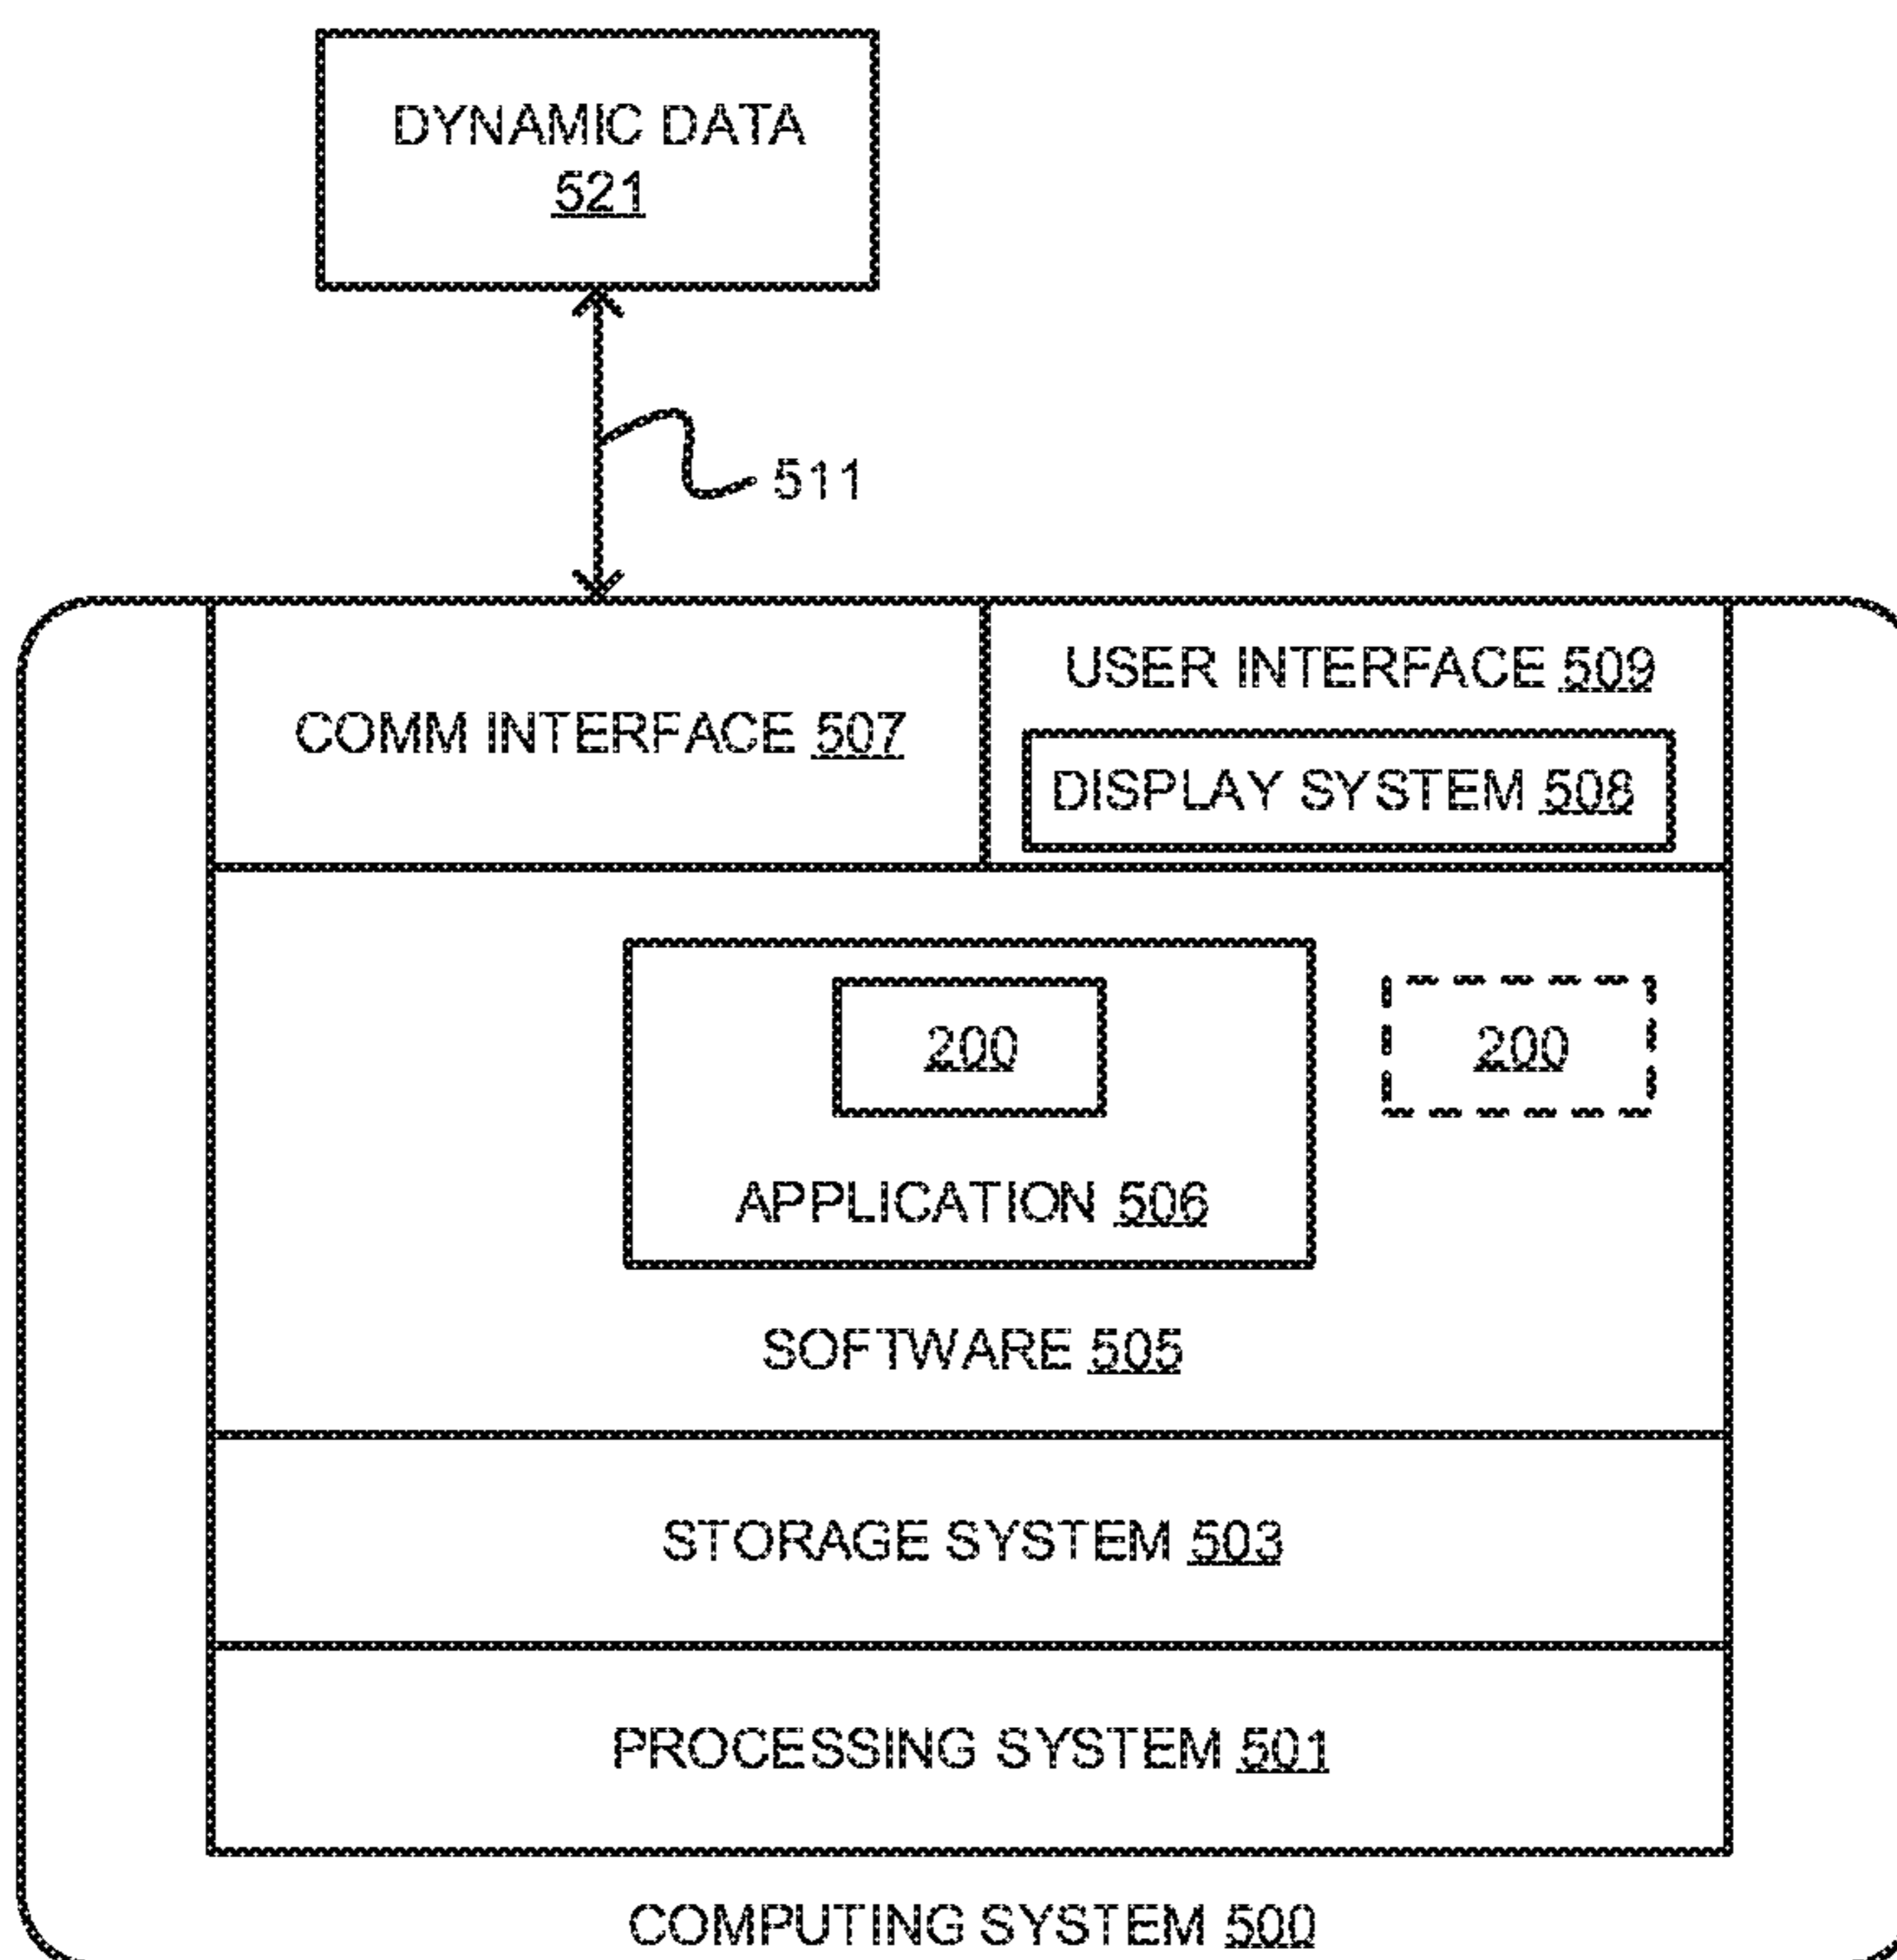 DYNAMIC DATA
521
511
COMM INTERFACE 507
USER INTERFACE 509
DISPLAY SYSTEM 508
200
200
APPLICATION 506
SOFTWARE 505
STORAGE SYSTEM 503
PROCESSING SYSTEM 501
COMPUTING SYSTEM 500